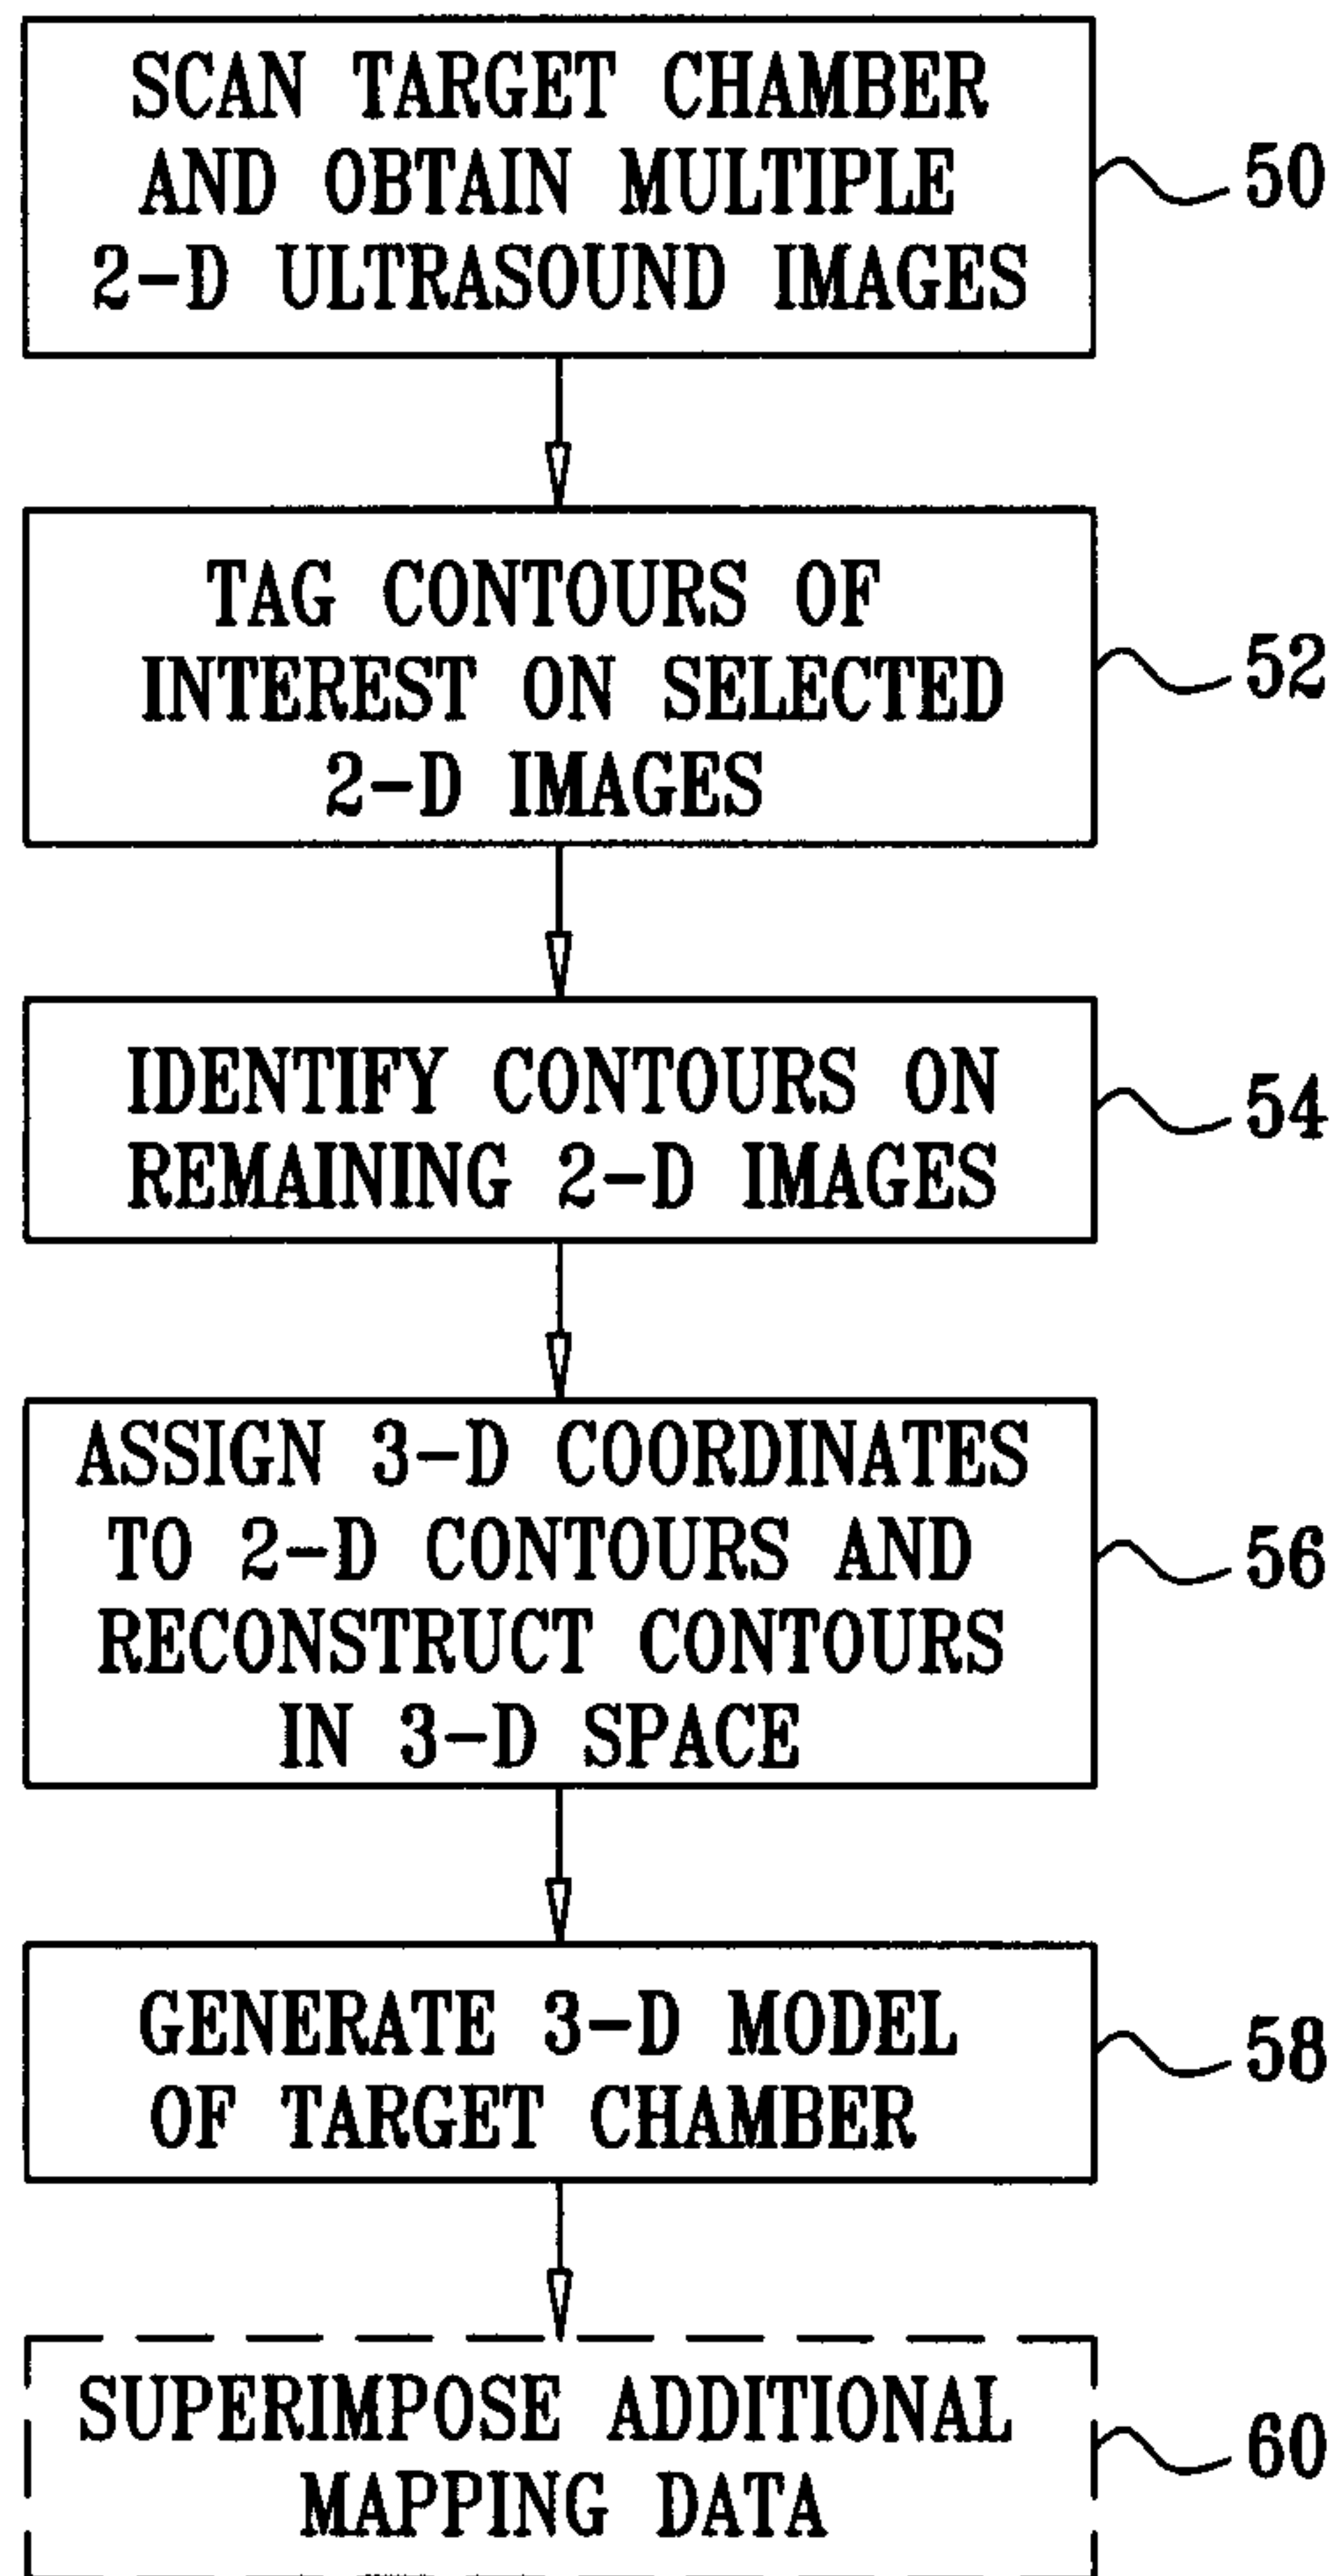 SCAN TARGET CHAMBER
AND OBTAIN MULTIPLE
2-D ULTRASOUND IMAGES
50
TAG CONTOURS OF
INTEREST ON SELECTED
2-D IMAGES
52
IDENTIFY CONTOURS ON
REMAINING 2-D IMAGES
54
ASSIGN 3-D COORDINATES
TO 2-D CONTOURS AND
RECONSTRUCT CONTOURS
IN 3-D SPACE
56
GENERATE 3-D MODEL
OF TARGET CHAMBER
58
SUPERIMPOSE ADDITIONAL
MAPPING DATA
60